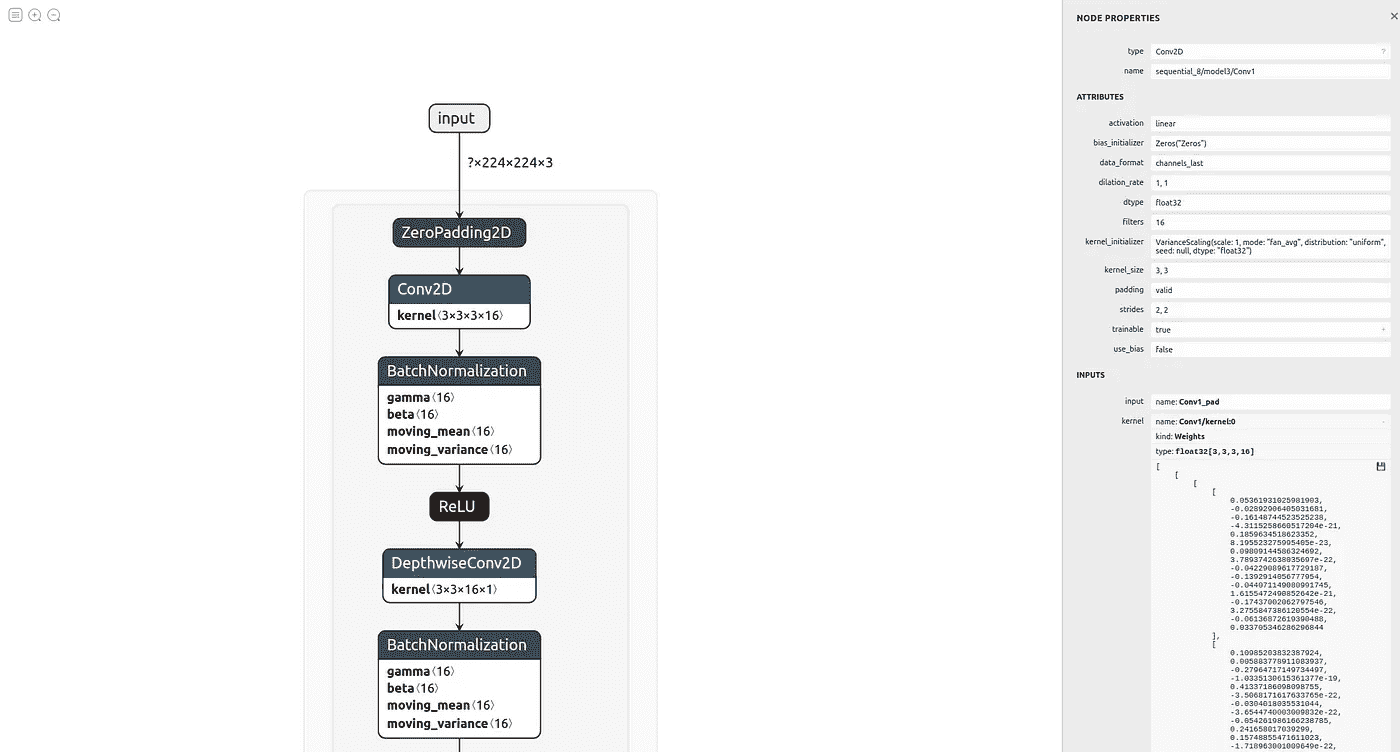 input
?×224×224×3
ZeroPadding2D
Conv2D
kernel⟨3×3×3×16⟩
BatchNormalization
gamma⟨16⟩
beta⟨16⟩
moving_mean⟨16⟩
moving_variance⟨16⟩
ReLU
DepthwiseConv2D
kernel⟨3×3×16×1⟩
BatchNormalization
gamma⟨16⟩
beta⟨16⟩
moving_mean⟨16⟩
moving_variance⟨16⟩
NODE PROPERTIES ×
type Conv2D ?
name sequential_8/model3/Conv1
ATTRIBUTES
activation linear
bias_initializer Zeros("Zeros")
data_format channels_last
dilation_rate 1, 1
dtype float32
filters 16
kernel_initializer VarianceScaling(scale: 1, mode: "fan_avg", distribution: "uniform",
seed: null, dtype: "float32")
kernel_size 3, 3
padding valid
strides 2, 2
trainable true +
use_bias false
INPUTS
input name: Conv1_pad
kernel name: Conv1/kernel:0 -
kind: Weights
type: float32[3,3,3,16]
[
[
[
[
0.05361931025981903,
-0.02892906405031681,
-0.16148744523525238,
-4.3115258660517204e-21,
0.1859634518623352,
8.195523275995405e-23,
0.09809144586324692,
3.7893742638035697e-22,
-0.04229089617729187,
-0.1392914056777954,
-0.044071149080991745,
1.6155472490852642e-21,
-0.17437002062797546,
3.2755847386120554e-22,
-0.06136872619390488,
0.033705346286296844
],
[
0.10985203832387924,
0.005883778911083937,
-0.27964717149734497,
-1.0335130615361377e-19,
0.41337186098098755,
-3.5068171617633765e-22,
-0.0304018035531044,
-3.6544740003009832e-22,
-0.054261986166238785,
0.241658017039299,
0.15748855471611023,
-1.718963001009649e-22,